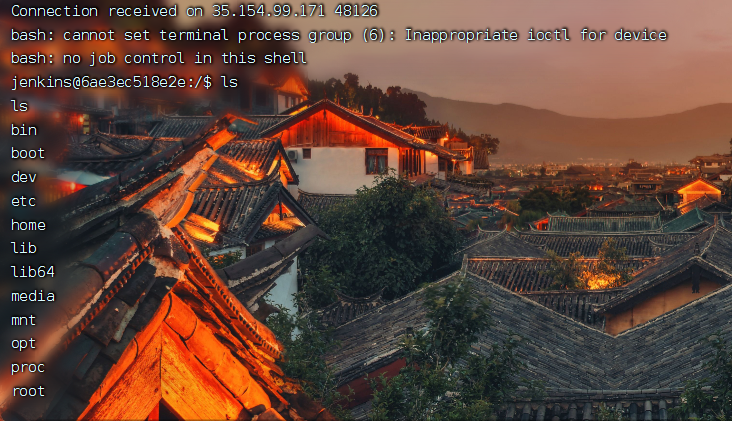 Connection received on 35.154.99.171 48126
bash: cannot set terminal process group (6): Inappropriate ioctl for device
bash: no job control in this shell
jenkins@6ae3ec518e2e:/$ ls
ls
bin
boot
dev
etc
home
lib
lib64
media
mnt
opt
proc
root